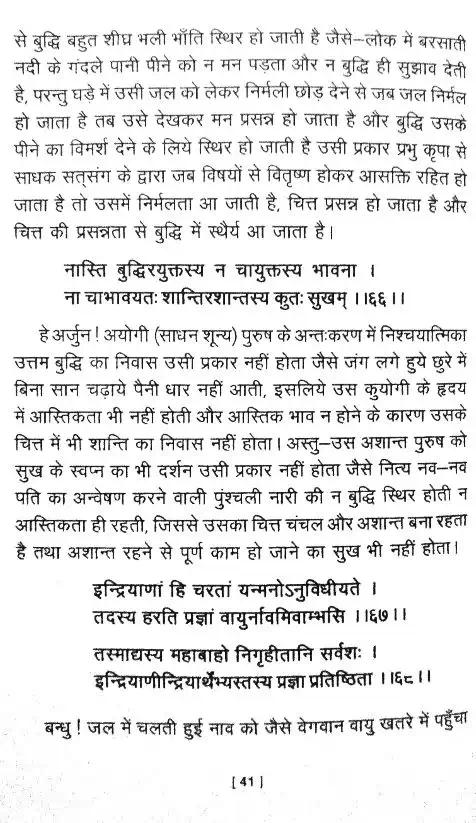 से बुद्धि बहुत शीघ्र भली भाँति स्थिर हो जाती है जैसे–लोक में बरसाती
नदी के गंदले पानी पीने को न मन पड़ता और न बुद्धि ही सुझाव देती
है, परन्तु घड़े में उसी जल को लेकर निर्मली छोड़ देने से जब जल निर्मल
हो जाता है तब उसे देखकर मन प्रसन्न हो जाता है और बुद्धि उसके
पीने का विमर्श देने के लिये स्थिर हो जाती है उसी प्रकार प्रभु कृपा से
साधक सत्संग के द्वारा जब विषयों से वितृष्ण होकर आसक्ति रहित हो
जाता है तो उसमें निर्मलता आ जाती है, चित्त प्रसन्न हो जाता है और
चित्त की प्रसन्नता से बुद्धि में स्थैर्य आ जाता है।
नास्ति बुद्धिरयुक्तस्य न चायुक्तस्य भावना ।
ना चाभावयतः शान्तिरशान्तस्य कुतः सुखम् ।।६६।।
हे अर्जुन ! अयोगी (साधन शून्य) पुरुष के अन्तःकरण में निश्चयात्मिका
उत्तम बुद्धि का निवास उसी प्रकार नहीं होता जैसे जंग लगे हुये छुरे में
बिना सान चढ़ाये पैनी धार नहीं आती, इसलिये उस कुयोगी के हृदय
में आस्तिकता भी नहीं होती और आस्तिक भाव न होने के कारण उसके
चित्त में भी शान्ति का निवास नहीं होता। अस्तु–उस अशान्त पुरुष को
सुख के स्वप्न का भी दर्शन उसी प्रकार नहीं होता जैसे नित्य नव–नव
पति का अन्वेषण करने वाली पुंश्चली नारी की न बुद्धि स्थिर होती न
आस्तिकता ही रहती, जिससे उसका चित्त चंचल और अशान्त बना रहता
है तथा अशान्त रहने से पूर्ण काम हो जाने का सुख भी नहीं होता।
इन्द्रियाणां हि चरतां यन्मनोऽनुविधीयते ।
तदस्य हरति प्रज्ञां वायुर्नावमिवाम्भसि ।।६७।।
तस्माद्यस्य महाबाहो निगृहीतानि सर्वशः ।
इन्द्रियाणीन्द्रियार्थेभ्यस्तस्य प्रज्ञा प्रतिष्ठिता ।।६८।।
बन्धु ! जल में चलती हुई नाव को जैसे वेगवान वायु खतरे में पहुँचा
[ 41 ]